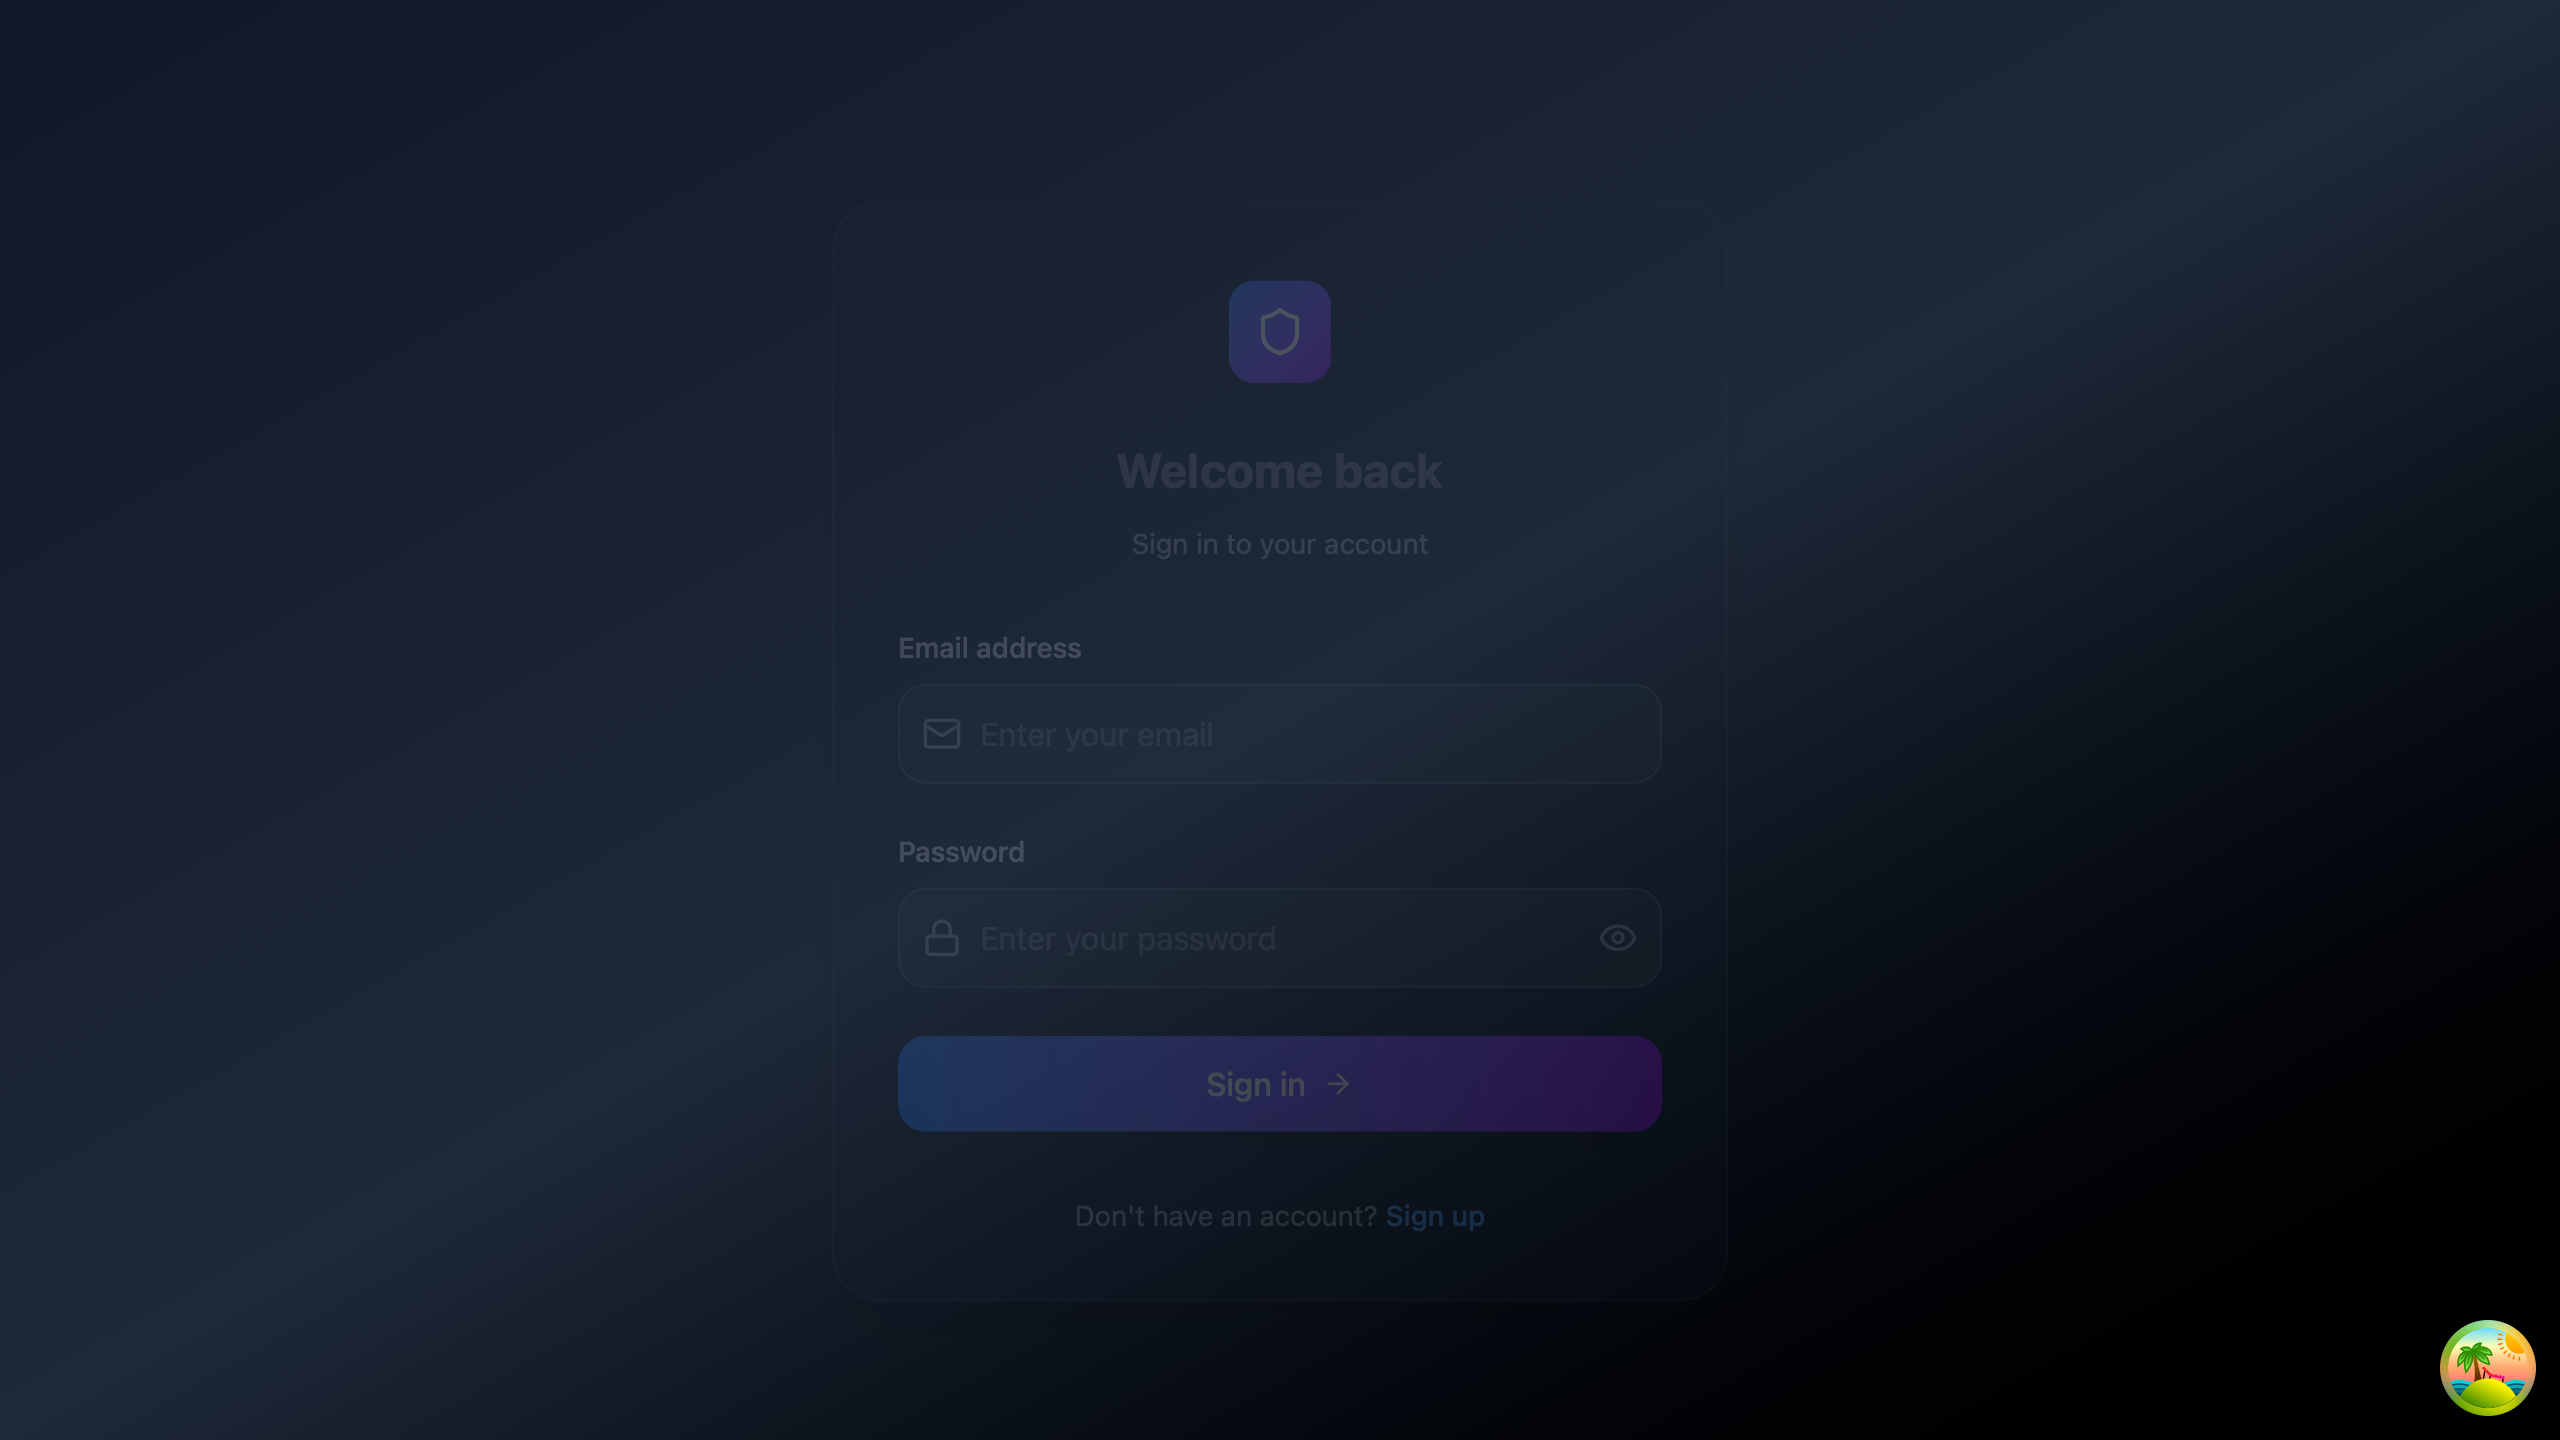 Welcome back
Sign in to your account
Email address
Enter your email
Password
Enter your password
Sign in
Don't have an account? Sign up